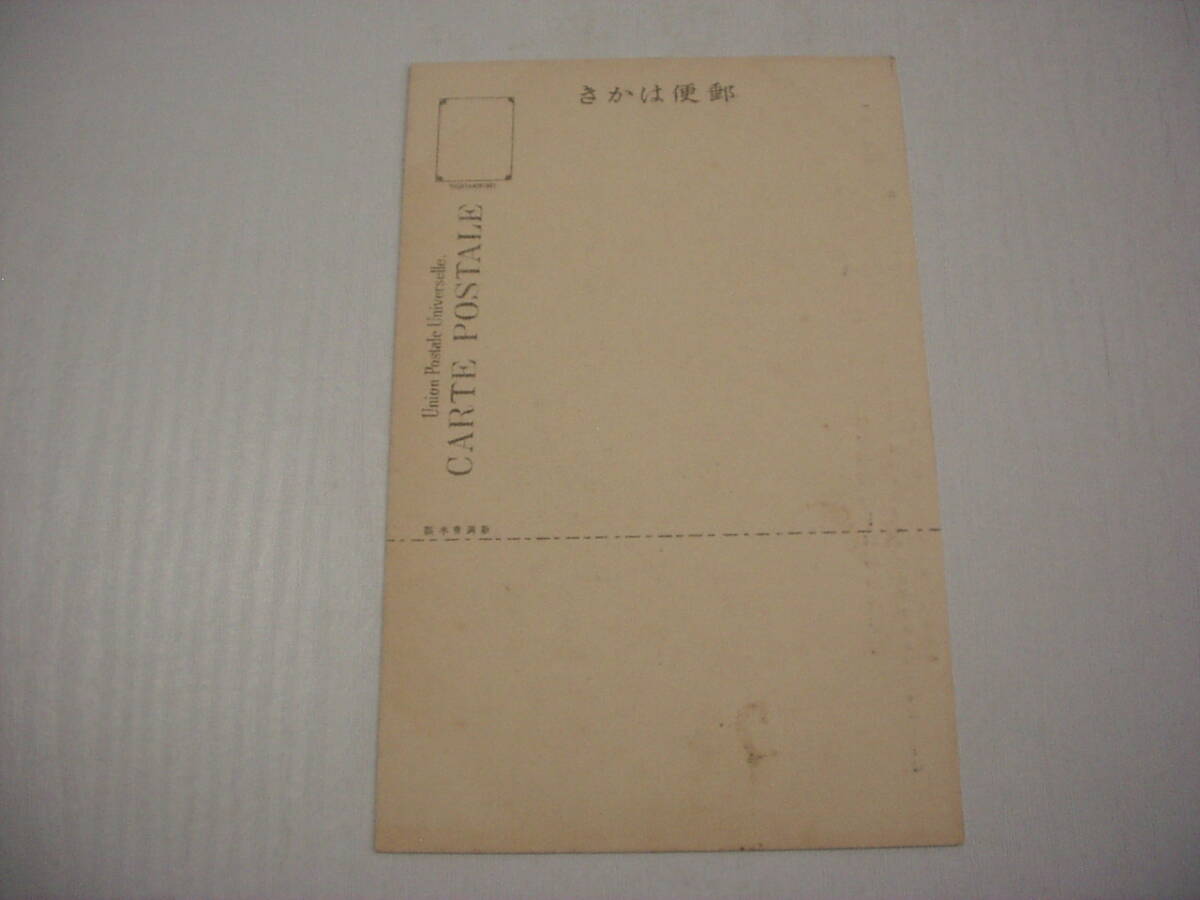 きかは便郵
Union Postale Universelle.
CARTE POSTALE